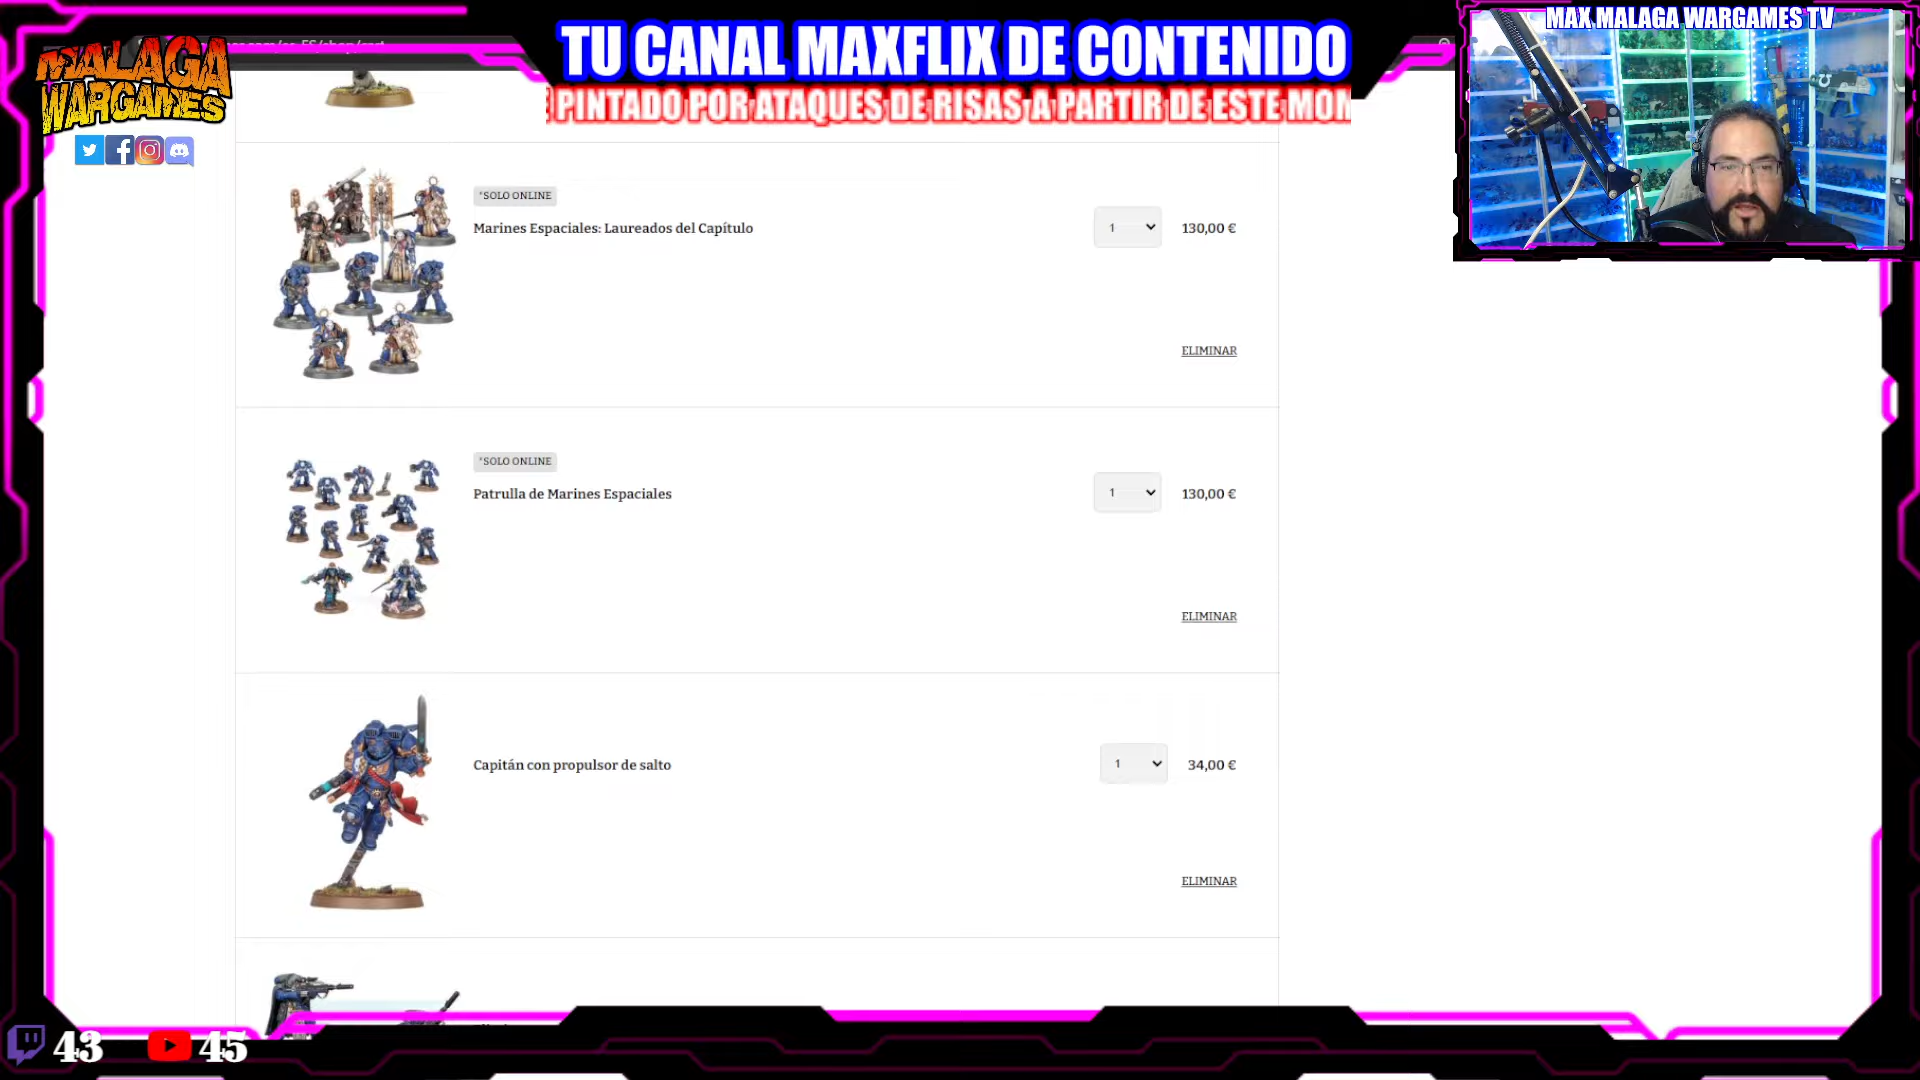 TU CANAL MAXFLIX DE CONTENIDO
PINTADO POR ATAQUES DE RISAS A PARTIR DE ESTE MOM
MAX MALAGA WARGAMES TV
MALAGA
WARGAMES
*SOLO ONLINE
Marines Espaciales: Laureados del Capítulo
1
130,00 €
ELIMINAR
*SOLO ONLINE
Patrulla de Marines Espaciales
1
130,00 €
ELIMINAR
Capitán con propulsor de salto
1
34,00 €
ELIMINAR
43
45